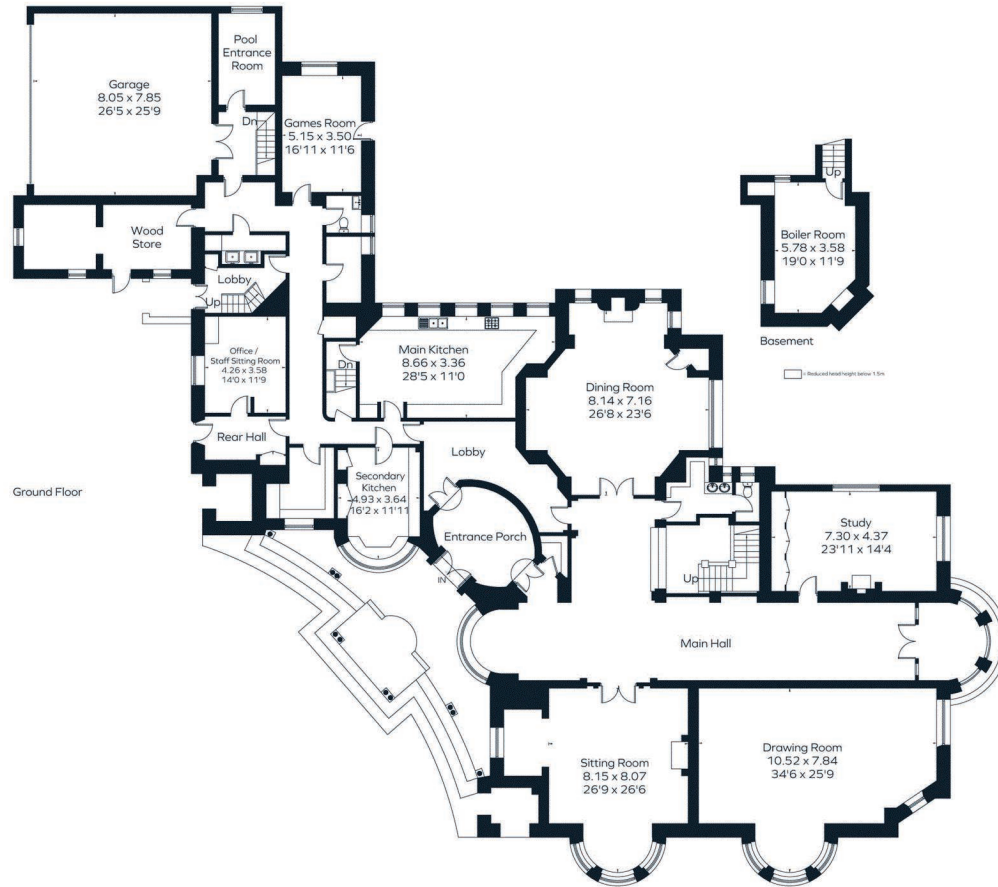 Pool
Entrance
Room
Garage
8.05 x 7.85
26'5 x 25'9
Dn
Games Room
5.15 x 3.50
16'11 x 11'6
Wood
Store
Lobby
Up
Office /
Staff Sitting Room
4.26 x 3.58
14'0 x 11'9
Rear Hall
Dn
Main Kitchen
8.66 x 3.36
28'5 x 11'0
Dining Room
8.14 x 7.16
26'8 x 23'6
Up
Boiler Room
5.78 x 3.58
19'0 x 11'9
Basement
= Reduced head height below 1.5m
Ground Floor
Secondary
Kitchen
4.93 x 3.64
16'2 x 11'11
Lobby
Entrance Porch
IN
Up
Study
7.30 x 4.37
23'11 x 14'4
Main Hall
Sitting Room
8.15 x 8.07
26'9 x 26'6
Drawing Room
10.52 x 7.84
34'6 x 25'9